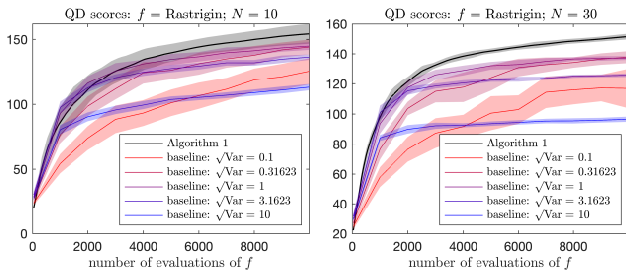 QD scores: f = Rastrigin; N = 10
150
100
50
0
Algorithm 1
baseline: √Var = 0.1
baseline: √Var = 0.31623
baseline: √Var = 1
baseline: √Var = 3.1623
baseline: √Var = 10
0 2000 4000 6000 8000
number of evaluations of f
QD scores: f = Rastrigin; N = 30
160
140
120
100
80
60
40
20
Algorithm 1
baseline: √Var = 0.1
baseline: √Var = 0.31623
baseline: √Var = 1
baseline: √Var = 3.1623
baseline: √Var = 10
0 2000 4000 6000 8000
number of evaluations of f